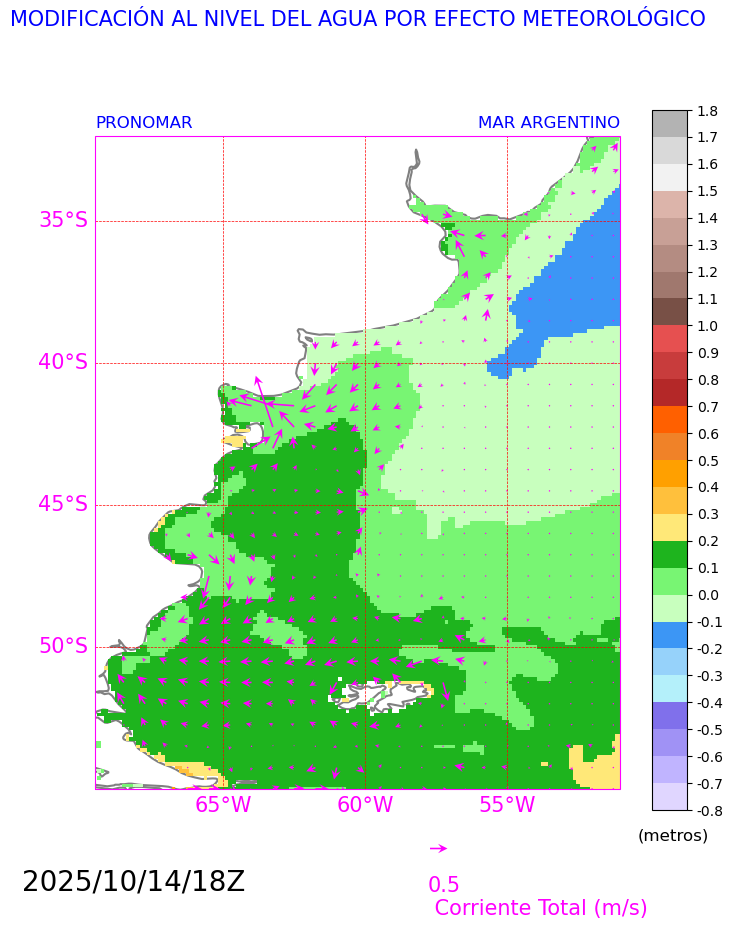 MODIFICACIÓN AL NIVEL DEL AGUA POR EFECTO METEOROLÓGICO
PRONOMAR
MAR ARGENTINO
35°S
40°S
45°S
50°S
65°W
60°W
55°W
1.8
1.7
1.6
1.5
1.4
1.3
1.2
1.1
1.0
0.9
0.8
0.7
0.6
0.5
0.4
0.3
0.2
0.1
0.0
-0.1
-0.2
-0.3
-0.4
-0.5
-0.6
-0.7
-0.8
(metros)
2025/10/14/18Z
0.5
Corriente Total (m/s)